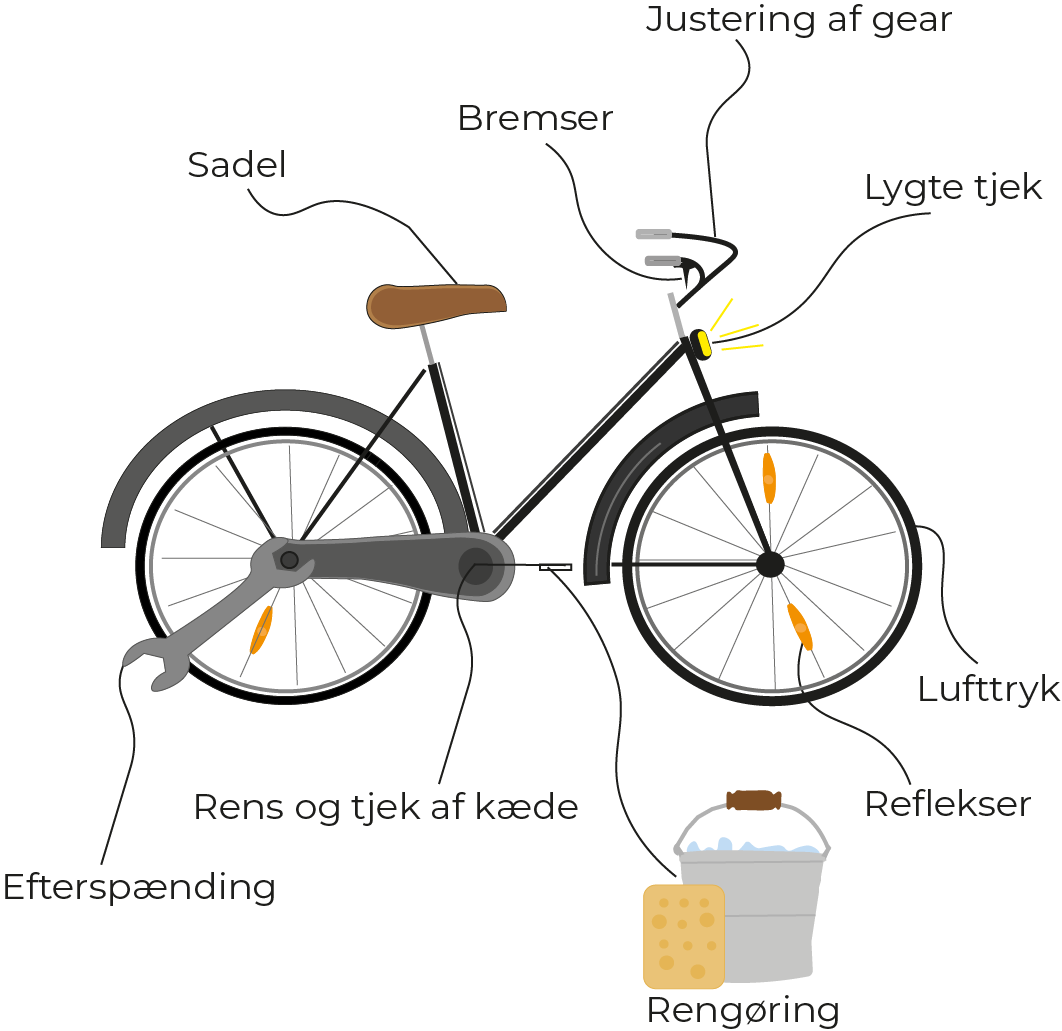 Justering af gear
Bremser
Sadel
Lygte tjek
Lufttryk
Rens og tjek af kæde
Reflekser
Efterspænding
Rengøring